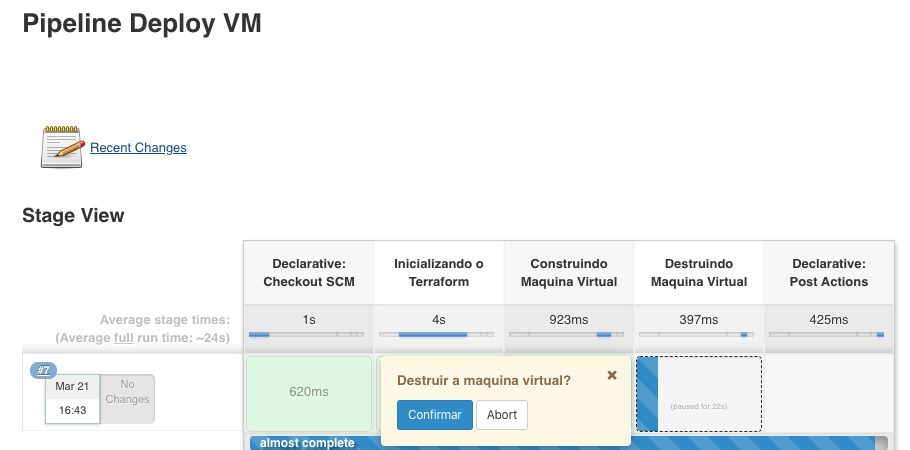 Pipeline Deploy VM
Recent Changes
Stage View
Declarative:
Checkout SCM
Inicializando o
Terraform
Construindo
Maquina Virtual
Destruindo
Maquina Virtual
Declarative:
Post Actions
Average stage times:
(Average full run time: ~24s)
1s
4s
923ms
397ms
425ms
#7
Mar 21
16:43
No
Changes
620ms
Destruir a maquina virtual?
✖
Confirmar
Abort
(paused for 22s)
almost complete